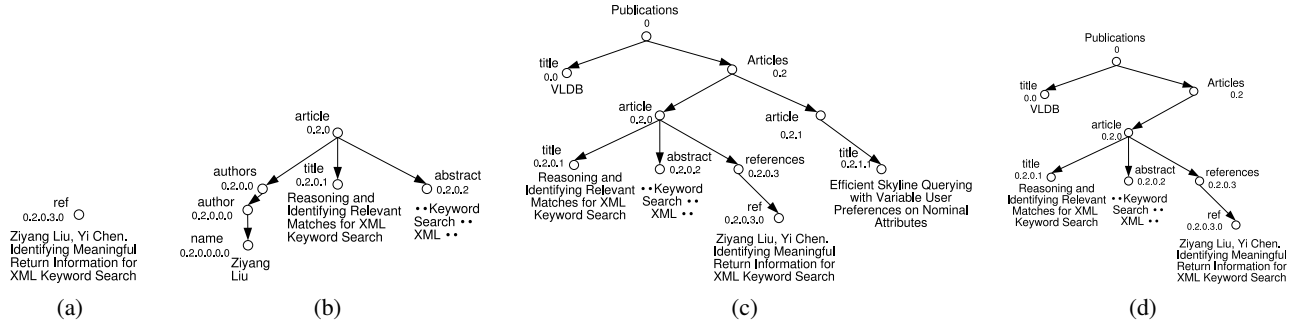 ref
0.2.0.3.0
Ziyang Liu, Yi Chen.
Identifying Meaningful
Return Information for
XML Keyword Search
(a)
article
0.2.0
authors
0.2.0.0
title
0.2.0.1
abstract
0.2.0.2
author
0.2.0.0.0
Reasoning and
Identifying Relevant
Matches for XML
Keyword Search
••Keyword
Search ••
XML ••
name
0.2.0.0.0.0
Ziyang
Liu
(b)
Publications
0
title
0.0
VLDB
Articles
0.2
article
0.2.0
article
0.2.1
title
0.2.0.1
abstract
0.2.0.2
references
0.2.0.3
title
0.2.1.1
Reasoning and
Identifying Relevant
Matches for XML
Keyword Search
••Keyword
Search ••
XML ••
ref
0.2.0.3.0
Efficient Skyline Querying
with Variable User
Preferences on Nominal
Attributes
Ziyang Liu, Yi Chen.
Identifying Meaningful
Return Information for
XML Keyword Search
(c)
Publications
0
title
0.0
VLDB
Articles
0.2
article
0.2.0
title
0.2.0.1
abstract
0.2.0.2
references
0.2.0.3
Reasoning and
Identifying Relevant
Matches for XML
Keyword Search
••Keyword
Search ••
XML ••
ref
0.2.0.3.0
Ziyang Liu, Yi Chen.
Identifying Meaningful
Return Information for
XML Keyword Search
(d)